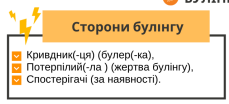 Сторони булінгу
Кривдник(-ця) (булер(-ка),
Потерпілий(-ла ) (жертва булінгу),
Спостерігачі (за наявності).